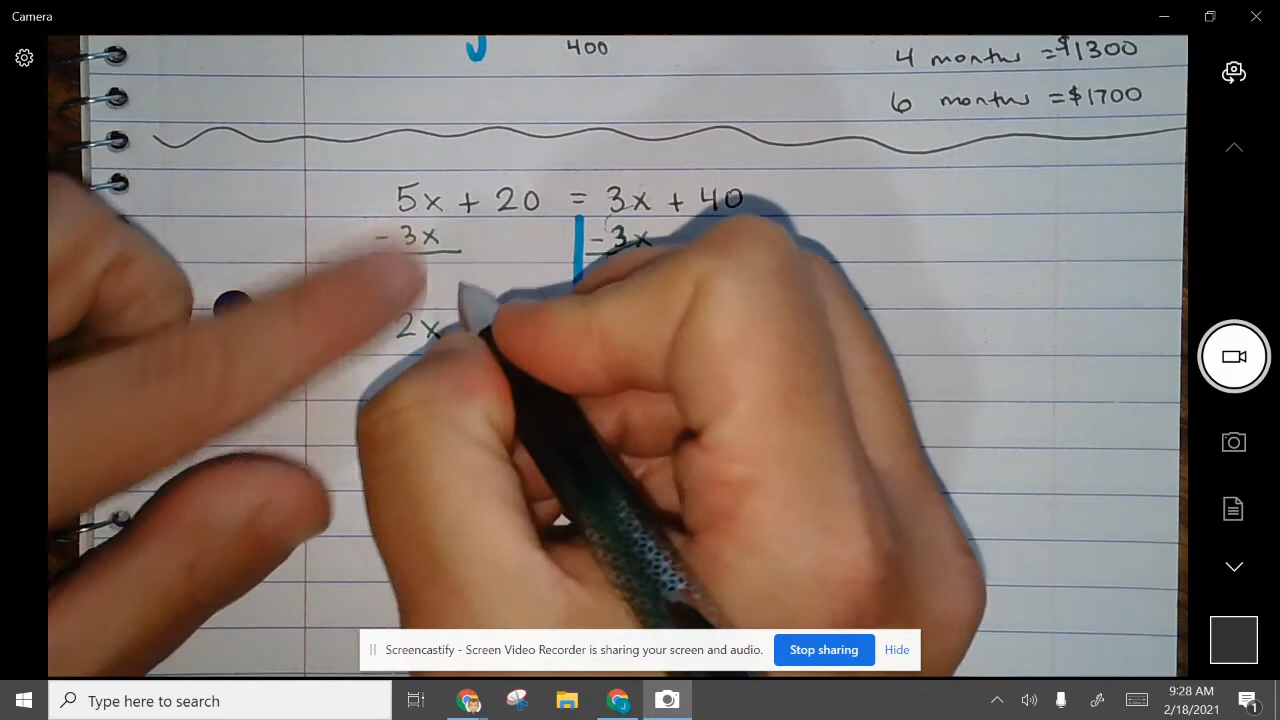 Camera
400
4 months = $1300
6 months = $1700
5x + 20 = 3x + 40
- 3x - 3x
2x
Screencastify - Screen Video Recorder is sharing your screen and audio.
Stop sharing
Hide
Type here to search
9:28 AM
2/18/2021
1